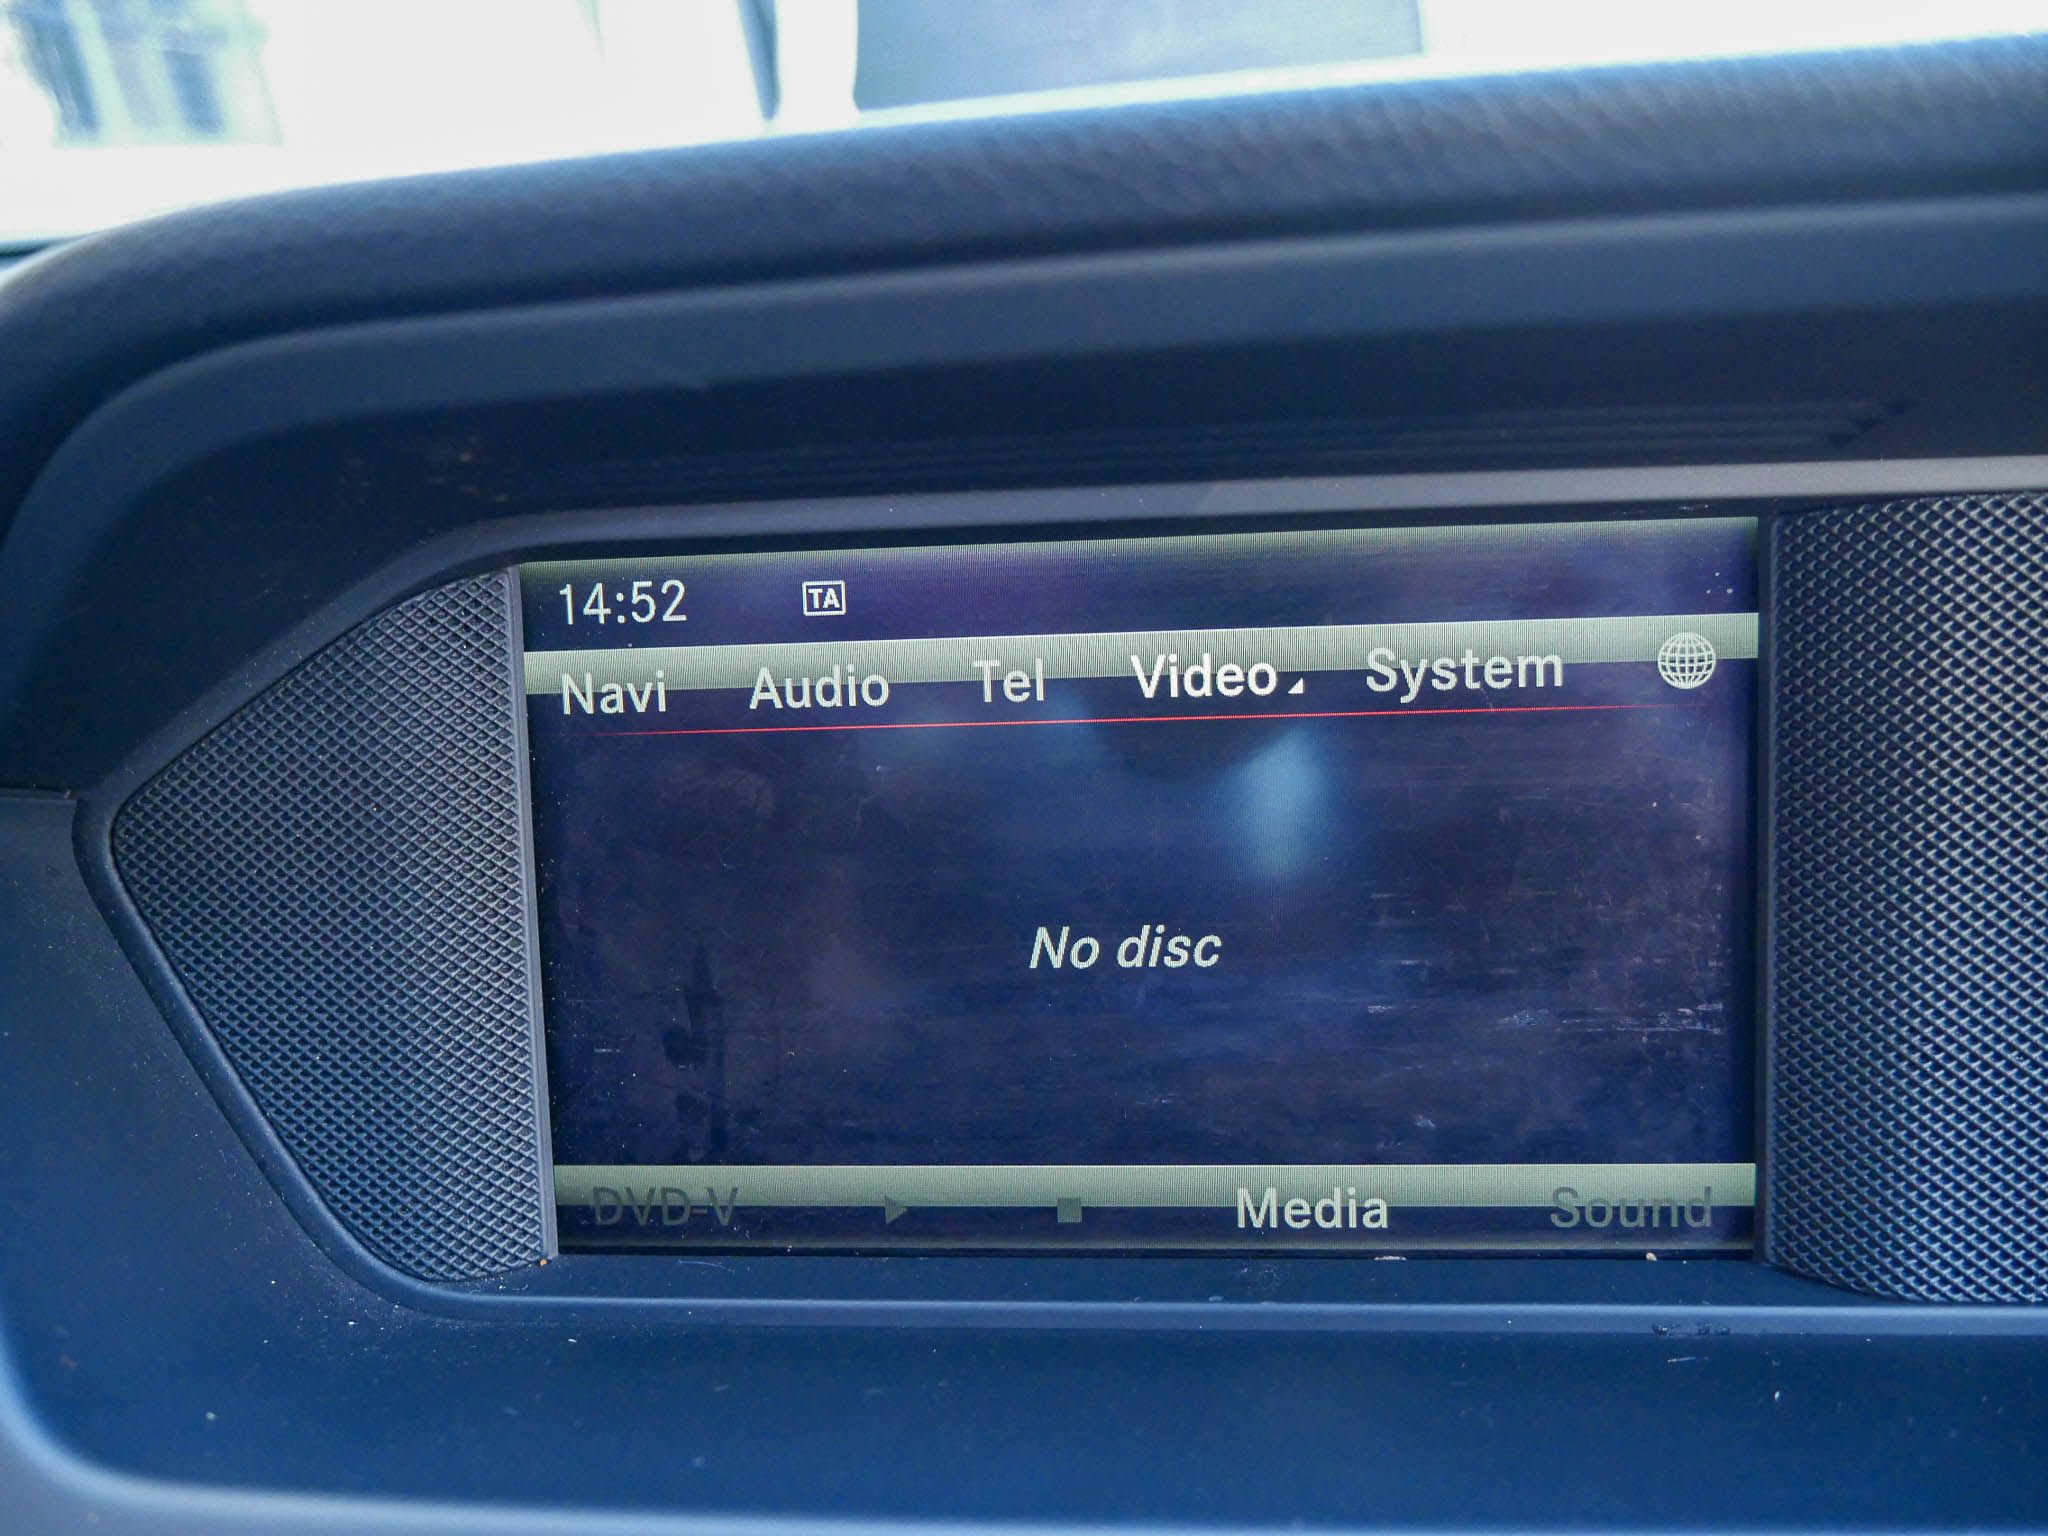 14:52 TA
Navi Audio Tel Video System
No disc
DVD-V Media Sound